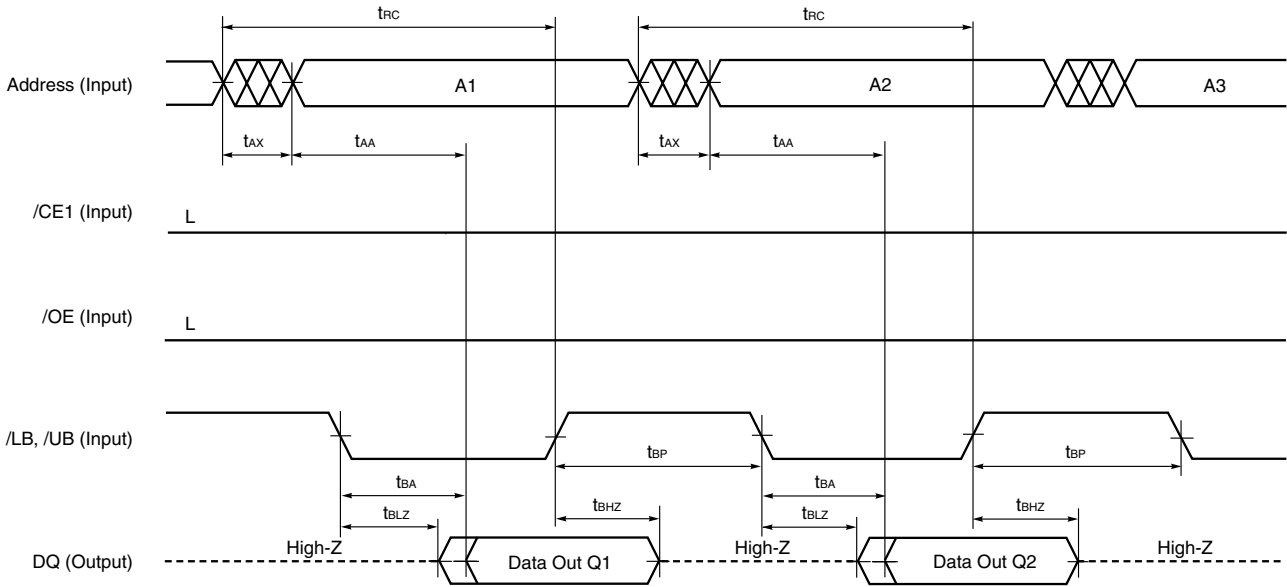 tRC tRC
Address (Input) A1 A2 A3
tAX tAA tAX tAA
/CE1 (Input) L
/OE (Input) L
/LB, /UB (Input)
tBP tBP
tBA tBA
tBLZ tBHZ tBLZ tBHZ
DQ (Output) High-Z Data Out Q1 High-Z Data Out Q2 High-Z